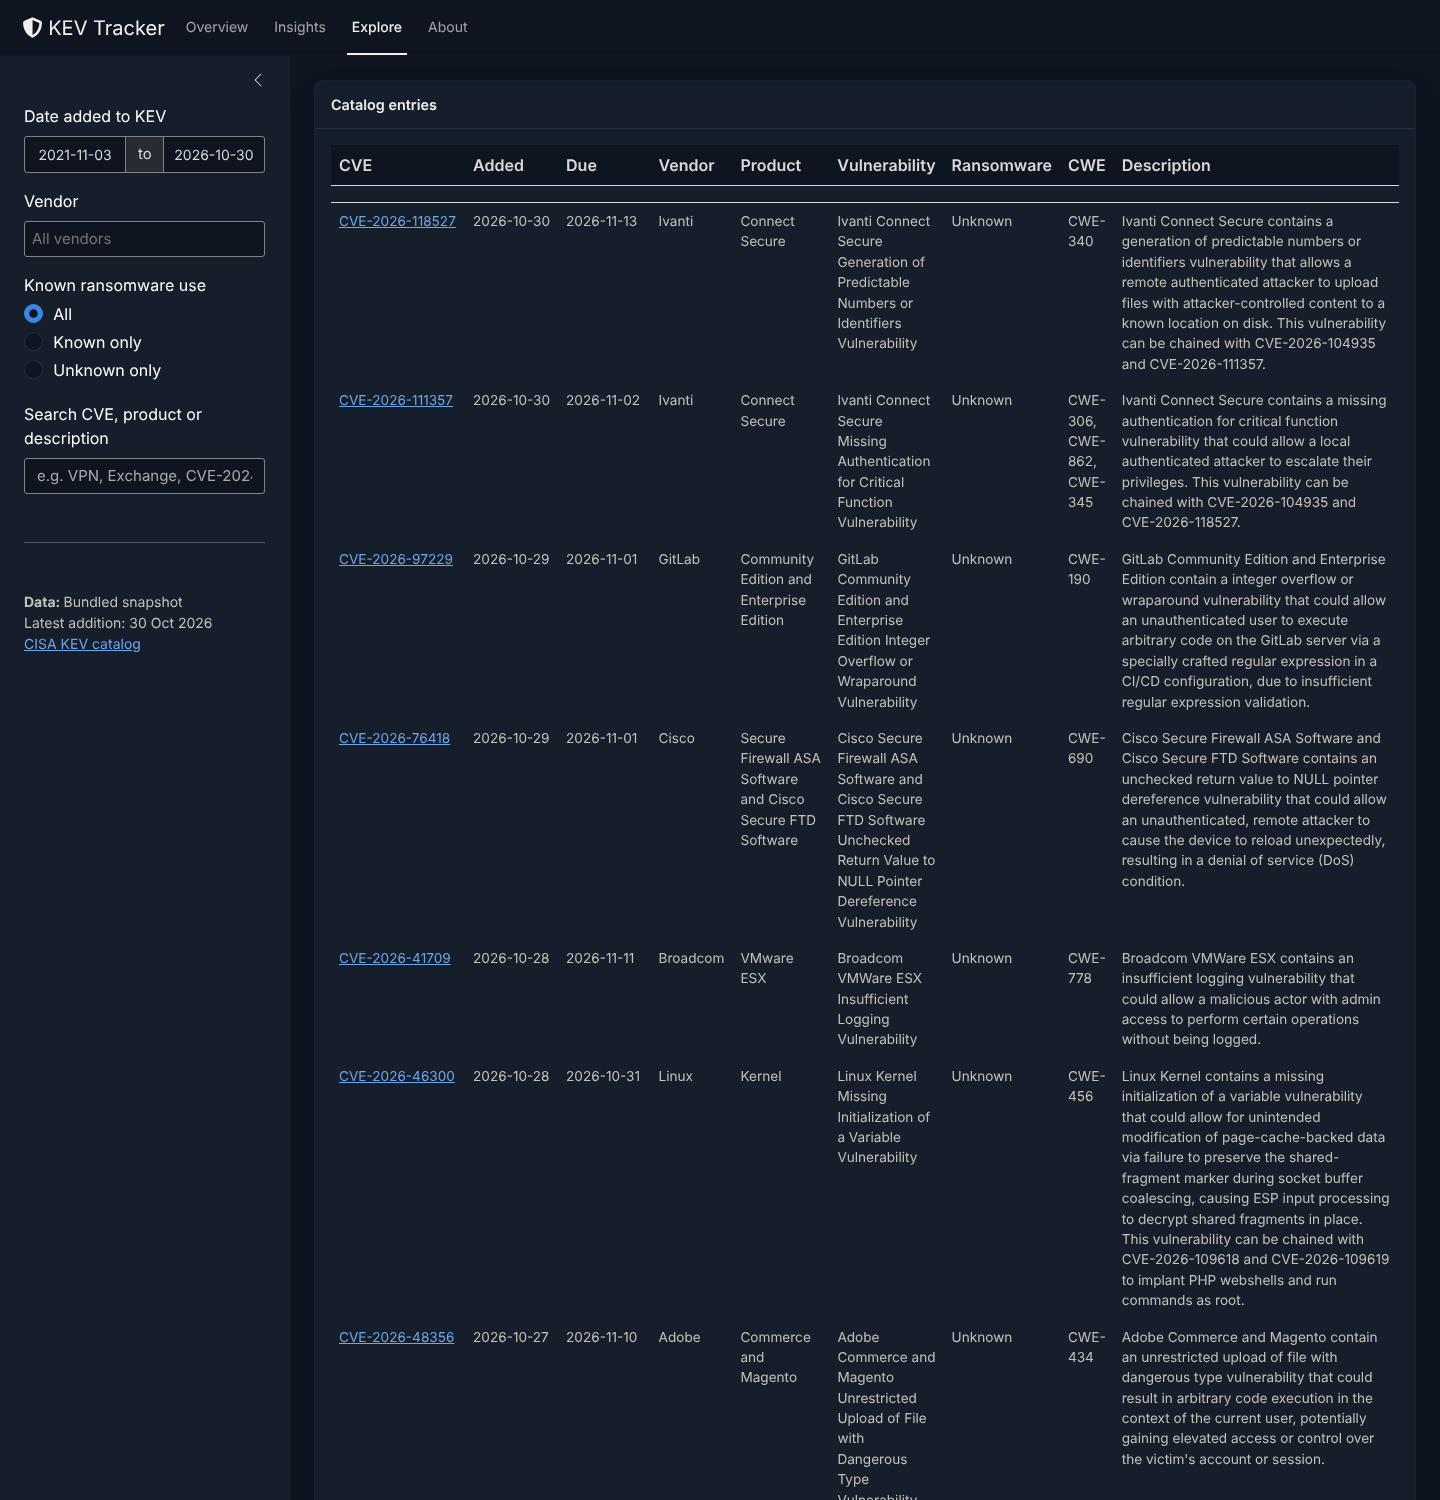 KEV Tracker Overview Insights Explore About
Date added to KEV
2021-11-03 to 2026-10-30
Vendor
All vendors
Known ransomware use
All
Known only
Unknown only
Search CVE, product or
description
e.g. VPN, Exchange, CVE-202
Data: Bundled snapshot
Latest addition: 30 Oct 2026
CISA KEV catalog
Catalog entries
CVE Added Due Vendor Product Vulnerability Ransomware CWE Description
CVE-2026-118527 2026-10-30 2026-11-13 Ivanti Connect Ivanti Connect Unknown CWE- Ivanti Connect Secure contains a
Secure Secure 340 generation of predictable numbers or
Generation of identifiers vulnerability that allows a
Predictable remote authenticated attacker to upload
Numbers or files with attacker-controlled content to a
Identifiers known location on disk. This vulnerability
Vulnerability can be chained with CVE-2026-104935
and CVE-2026-111357.
CVE-2026-111357 2026-10-30 2026-11-02 Ivanti Connect Ivanti Connect Unknown CWE- Ivanti Connect Secure contains a missing
Secure Secure 306, authentication for critical function
Missing CWE- vulnerability that could allow a local
Authentication 862, authenticated attacker to escalate their
for Critical CWE- privileges. This vulnerability can be
Function 345 chained with CVE-2026-104935 and
Vulnerability CVE-2026-118527.
CVE-2026-97229 2026-10-29 2026-11-01 GitLab Community GitLab Unknown CWE- GitLab Community Edition and Enterprise
Edition and Community 190 Edition contain a integer overflow or
Enterprise Edition and wraparound vulnerability that could allow
Edition Enterprise an unauthenticated user to execute
Edition Integer arbitrary code on the GitLab server via a
Overflow or specially crafted regular expression in a
Wraparound CI/CD configuration, due to insufficient
Vulnerability regular expression validation.
CVE-2026-76418 2026-10-29 2026-11-01 Cisco Secure Cisco Secure Unknown CWE- Cisco Secure Firewall ASA Software and
Firewall ASA Firewall ASA 690 Cisco Secure FTD Software contains an
Software Software and unchecked return value to NULL pointer
and Cisco Cisco Secure dereference vulnerability that could allow
Secure FTD FTD Software an unauthenticated, remote attacker to
Software Unchecked cause the device to reload unexpectedly,
Return Value to resulting in a denial of service (DoS)
NULL Pointer condition.
Dereference
Vulnerability
CVE-2026-41709 2026-10-28 2026-11-11 Broadcom VMware Broadcom Unknown CWE- Broadcom VMWare ESX contains an
ESX VMWare ESX 778 insufficient logging vulnerability that
Insufficient could allow a malicious actor with admin
Logging access to perform certain operations
Vulnerability without being logged.
CVE-2026-46300 2026-10-28 2026-10-31 Linux Kernel Linux Kernel Unknown CWE- Linux Kernel contains a missing
Missing 456 initialization of a variable vulnerability
Initialization of that could allow for unintended
a Variable modification of page-cache-backed data
Vulnerability via failure to preserve the shared-
fragment marker during socket buffer
coalescing, causing ESP input processing
to decrypt shared fragments in place.
This vulnerability can be chained with
CVE-2026-109618 and CVE-2026-109619
to implant PHP webshells and run
commands as root.
CVE-2026-48356 2026-10-27 2026-11-10 Adobe Commerce Adobe Unknown CWE- Adobe Commerce and Magento contain
and Commerce and 434 an unrestricted upload of file with
Magento Magento dangerous type vulnerability that could
Unrestricted result in arbitrary code execution in the
Upload of File context of the current user, potentially
with gaining elevated access or control over
Dangerous the victim's account or session.
Type
Vulnerability